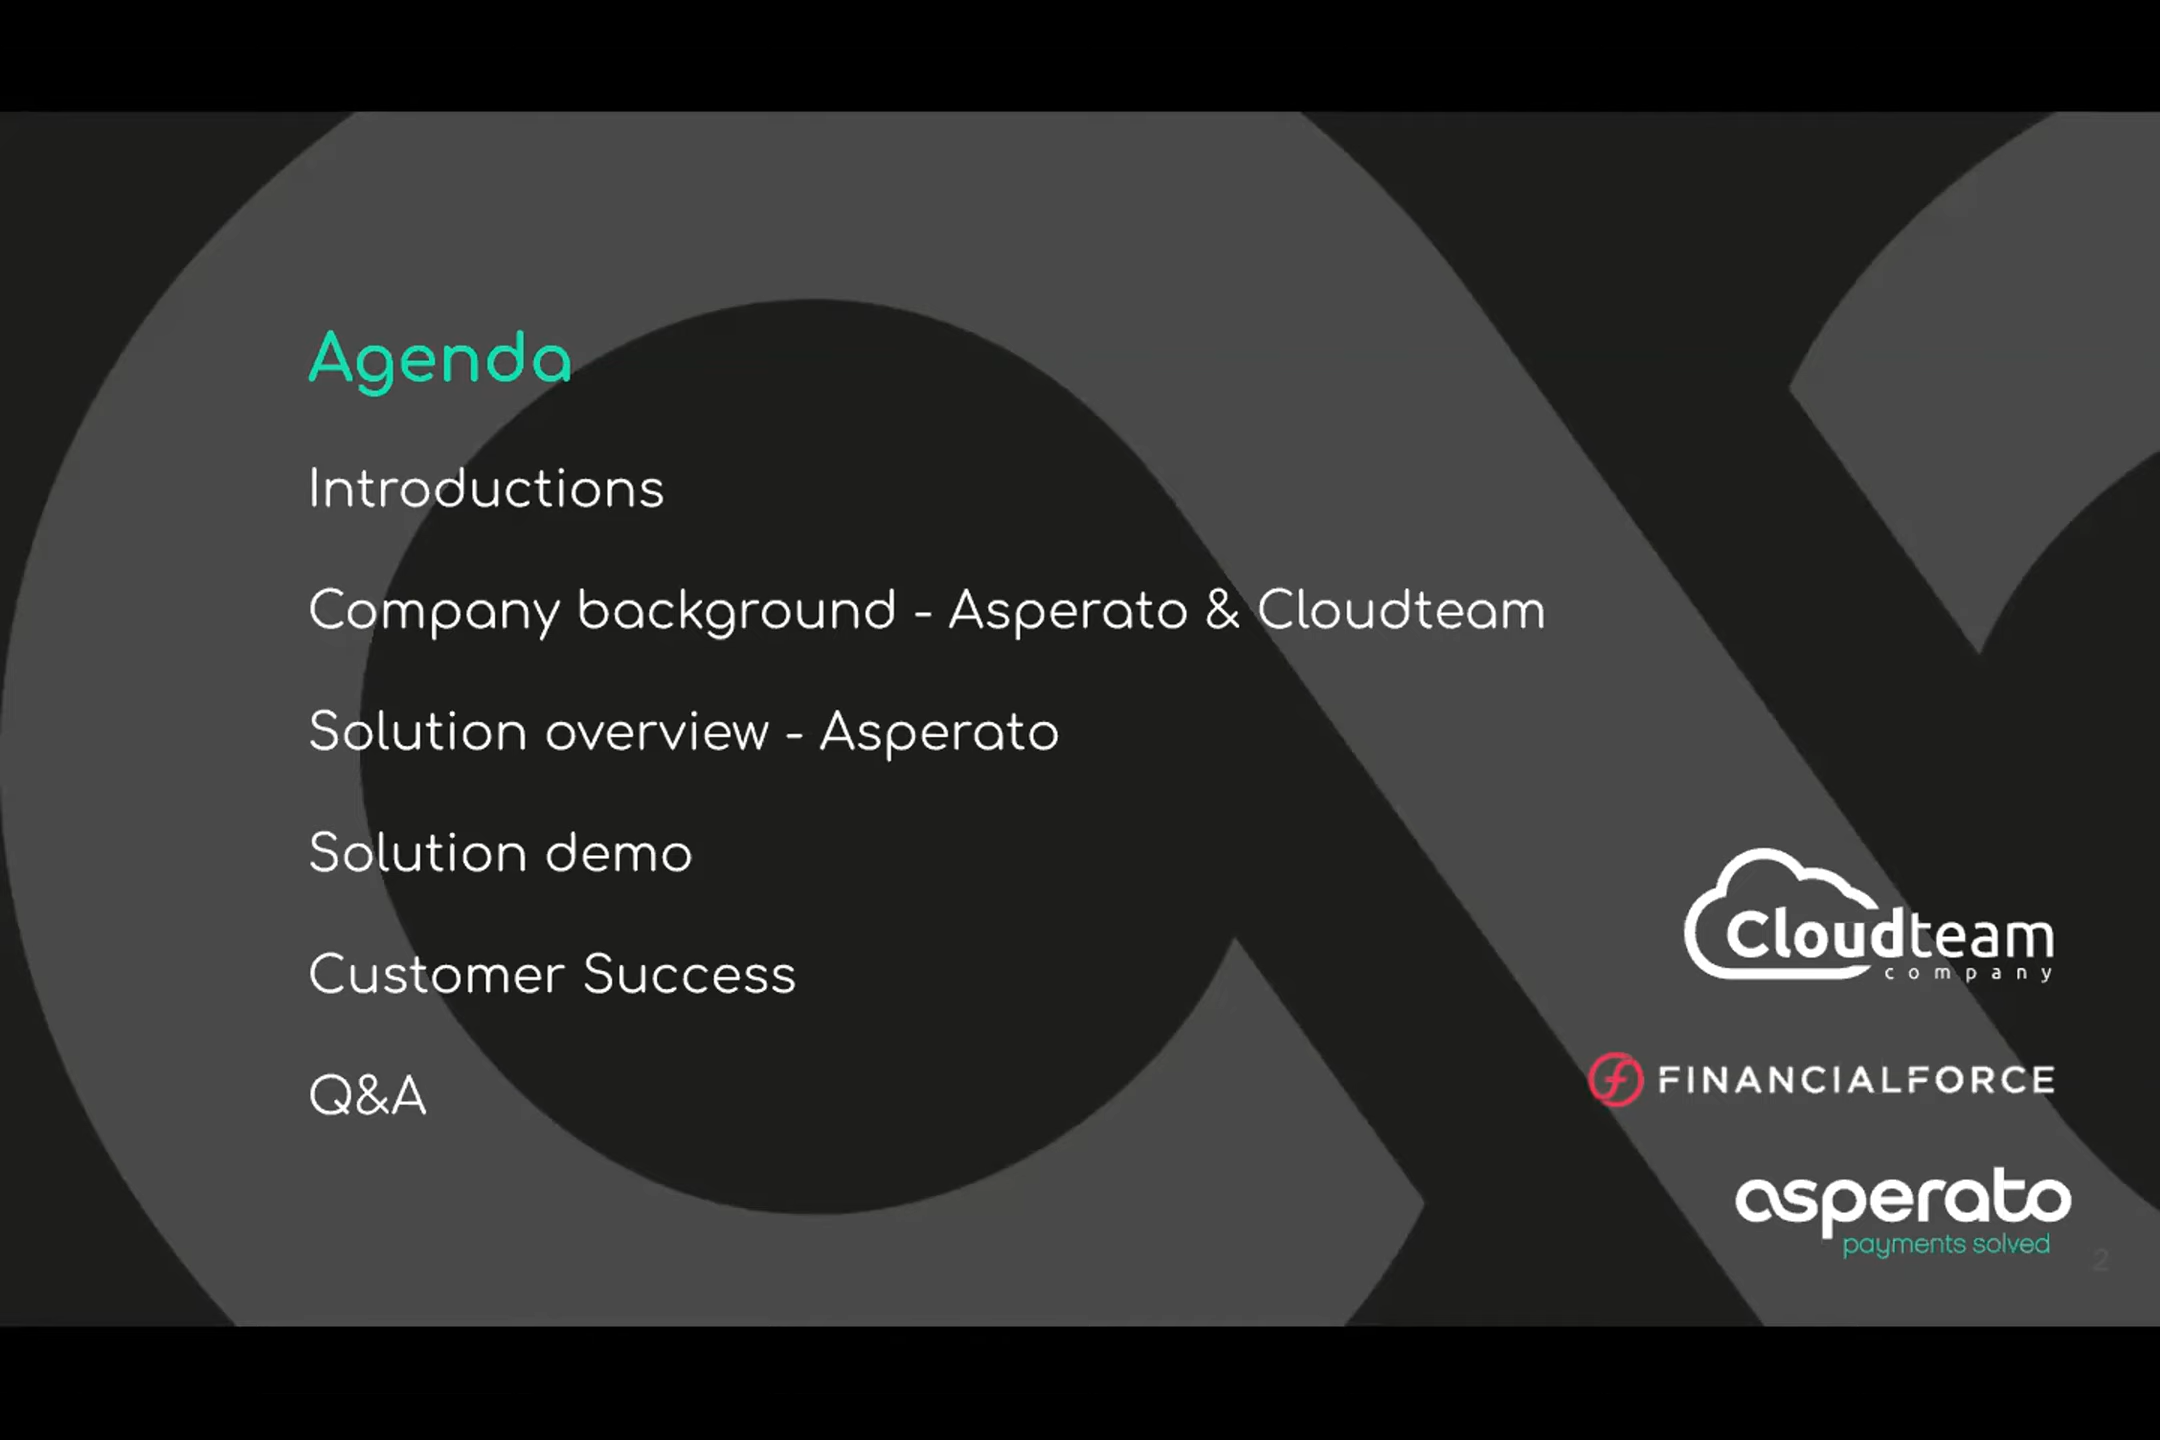 Agenda
Introductions
Company background - Asperato & Cloudteam
Solution overview - Asperato
Solution demo
Customer Success
Q&A
Cloudteam
company
FINANCIALFORCE
asperato
payments solved
2